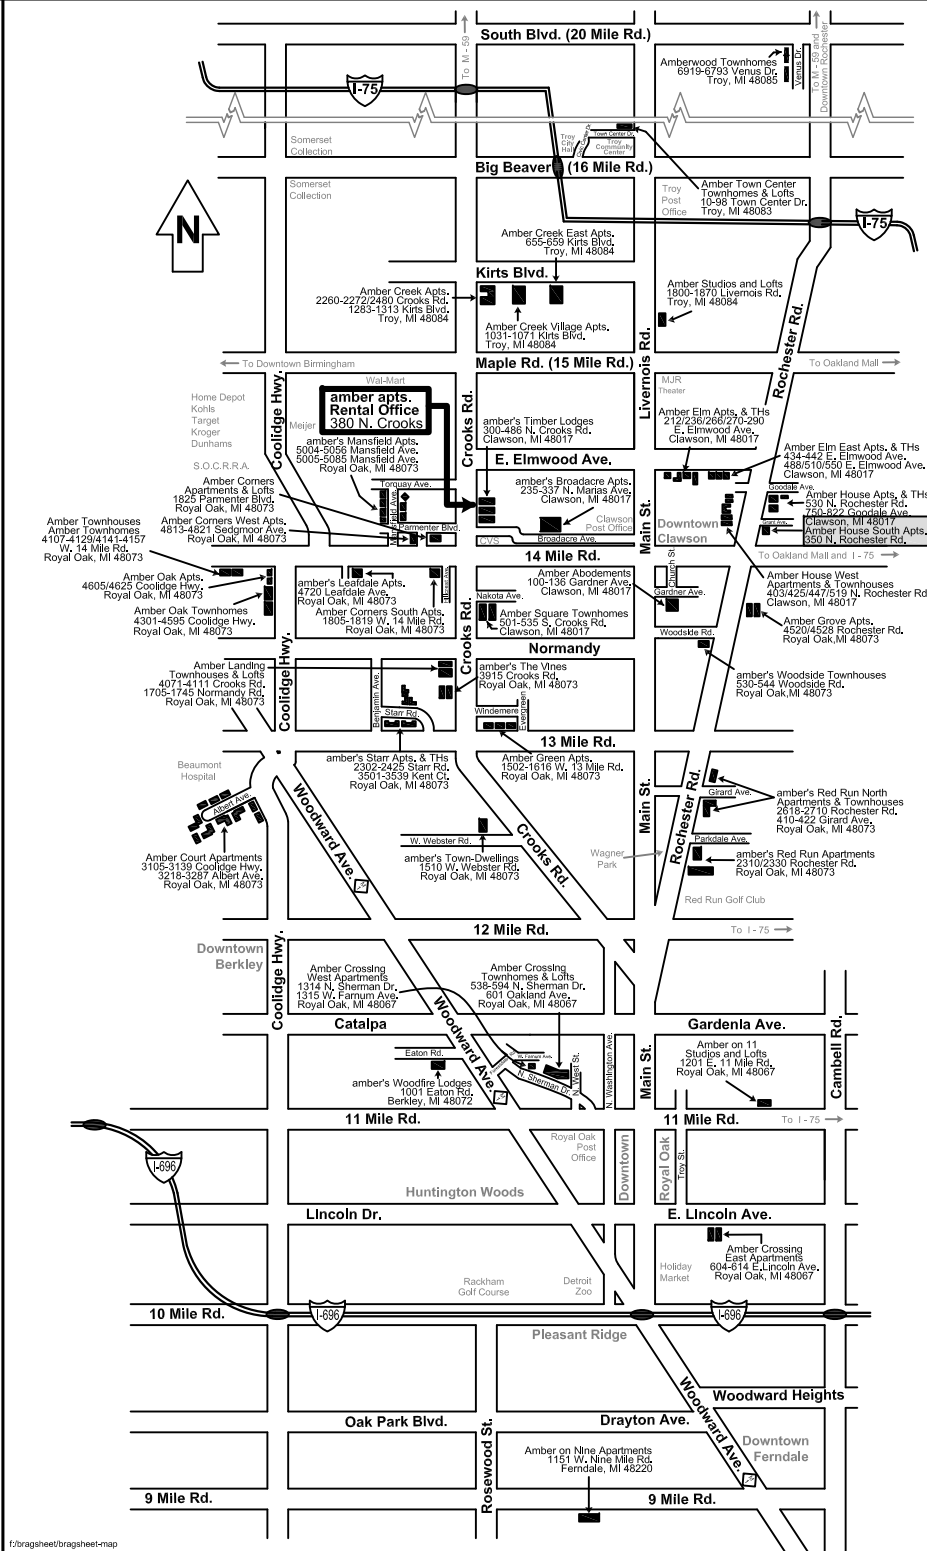 South Blvd. (20 Mile Rd.)
To M - 59
To M - 59 and
Downtown Rochester
Amberwood Townhomes
6919-6793 Venus Dr.
Troy, MI 48085
Venus Dr.
I-75
Somerset
Collection
Troy
City
Hall
Civic Center Dr.
Town Center Dr.
Troy
Community
Center
Big Beaver (16 Mile Rd.)
Somerset
Collection
Troy
Post
Office
Amber Town Center
Townhomes & Lofts
10-98 Town Center Dr.
Troy, MI 48083
N
I-75
Amber Creek East Apts.
655-659 Kirts Blvd.
Troy, MI 48084
Kirts Blvd.
Amber Creek Apts.
2260-2272/2480 Crooks Rd.
1283-1313 Kirts Blvd.
Troy, MI 48084
Amber Creek Village Apts.
1031-1071 Kirts Blvd.
Troy, MI 48084
Amber Studios and Lofts
1800-1870 Livernois Rd.
Troy, MI 48084
Livernois Rd.
Rochester Rd.
To Downtown Birmingham
Maple Rd. (15 Mile Rd.)
To Oakland Mall
Wal-Mart
MJR
Theater
Home Depot
Kohls
Target
Kroger
Dunhams
S.O.C.R.R.A.
Coolidge Hwy.
Meijer
amber apts.
Rental Office
380 N. Crooks
Crooks Rd.
amber's Timber Lodges
300-486 N. Crooks Rd.
Clawson, MI 48017
Amber Elm Apts. & THs
212/236/266/270-290
E. Elmwood Ave.
Clawson, MI 48017
amber's Mansfield Apts.
5004-5056 Mansfield Ave.
5005-5085 Mansfield Ave.
Royal Oak, MI 48073
E. Elmwood Ave.
Amber Elm East Apts. & THs
434-442 E. Elmwood Ave.
488/510/550 E. Elmwood Ave.
Clawson, MI 48017
Amber Corners
Apartments & Lofts
1825 Parmenter Blvd.
Royal Oak, MI 48073
Torquay Ave.
Mansfield Ave.
Parmenter Blvd.
amber's Broadacre Apts.
235-337 N. Marias Ave.
Clawson, MI 48017
Goodale Ave.
Amber House Apts. & THs
530 N. Rochester Rd.
750-822 Goodale Ave.
Clawson, MI 48017
Grant Ave.
Amber House South Apts.
350 N. Rochester Rd.
Amber Townhouses
Amber Townhomes
4107-4129/4141-4157
W. 14 Mile Rd.
Royal Oak, MI 48073
Amber Corners West Apts.
4813-4821 Sedgmoor Ave.
Royal Oak, MI 48073
Clawson
Post Office
CVS
Broadacre Ave.
Main St.
Downtown
Clawson
14 Mile Rd.
To Oakland Mall and I - 75
Amber Oak Apts.
4605/4625 Coolidge Hwy.
Royal Oak, MI 48073
Amber Oak Townhomes
4301-4595 Coolidge Hwy.
Royal Oak, MI 48073
amber's Leafdale Apts.
4720 Leafdale Ave.
Royal Oak, MI 48073
Amber Corners South Apts.
1805-1819 W. 14 Mile Rd.
Royal Oak, MI 48073
Nakota Ave.
Amber Abodements
100-136 Gardner Ave.
Clawson, MI 48017
Church St.
Gardner Ave.
Amber House West
Apartments & Townhouses
403/425/447/519 N. Rochester Rd.
Clawson, MI 48017
Amber Square Townhomes
501-535 S. Crooks Rd.
Clawson, MI 48017
Amber Grove Apts.
4520/4528 Rochester Rd.
Royal Oak,MI 48073
Woodside Rd.
Coolidge Hwy.
Crooks Rd.
Normandy
Amber Landing
Townhouses & Lofts
4071-4111 Crooks Rd.
1705-1745 Normandy Rd.
Royal Oak, MI 48073
amber's The Vines
3915 Crooks Rd.
Royal Oak, MI 48073
amber's Woodside Townhouses
530-544 Woodside Rd.
Royal Oak,MI 48073
Benjamin Ave.
Starr Rd.
Windemere
Evergreen
13 Mile Rd.
Beaumont
Hospital
amber's Starr Apts. & THs
2302-2425 Starr Rd.
3501-3539 Kent Ct.
Royal Oak, MI 48073
Amber Green Apts.
1502-1616 W. 13 Mile Rd.
Royal Oak, MI 48073
Main St.
Rochester Rd.
Girard Ave.
amber's Red Run North
Apartments & Townhouses
2618-2710 Rochester Rd.
410-422 Girard Ave.
Royal Oak, MI 48073
Albert Ave.
Woodward Ave.
Crooks Rd.
W. Webster Rd.
Parkdale Ave.
Amber Court Apartments
3105-3139 Coolidge Hwy.
3218-3287 Albert Ave.
Royal Oak, MI 48073
amber's Town-Dwellings
1510 W. Webster Rd.
Royal Oak, MI 48073
Wagner
Park
amber's Red Run Apartments
2310/2330 Rochester Rd.
Royal Oak, MI 48073
Red Run Golf Club
12 Mile Rd.
To I - 75
Downtown
Berkley
Coolidge Hwy.
Amber Crossing
West Apartments
1314 N. Sherman Dr.
1315 W. Farnum Ave.
Royal Oak, MI 48067
Amber Crossing
Townhomes & Lofts
538-594 N. Sherman Dr.
601 Oakland Ave.
Royal Oak, MI 48067
Catalpa
Woodward Ave.
Gardenia Ave.
Cambell Rd.
Eaton Rd.
W. Farnum Ave.
N. Sherman Dr.
N. West St.
N. Washington Ave.
Main St.
Amber on 11
Studios and Lofts
1201 E. 11 Mile Rd.
Royal Oak, MI 48067
amber's Woodfire Lodges
1001 Eaton Rd.
Berkley, MI 48072
11 Mile Rd.
11 Mile Rd.
To I - 75
I-696
Royal Oak
Post
Office
Downtown
Royal Oak
Troy St.
Huntington Woods
Lincoln Dr.
E. Lincoln Ave.
Amber Crossing
East Apartments
604-614 E.Lincoln Ave.
Royal Oak, MI 48067
Rackham
Golf Course
Detroit
Zoo
Holiday
Market
10 Mile Rd.
I-696
I-696
Pleasant Ridge
Woodward Ave.
Woodward Heights
Oak Park Blvd.
Rosewood St.
Drayton Ave.
Downtown
Ferndale
Amber on Nine Apartments
1151 W. Nine Mile Rd.
Ferndale, MI 48220
9 Mile Rd.
9 Mile Rd.
f:/bragsheet/bragsheet-map